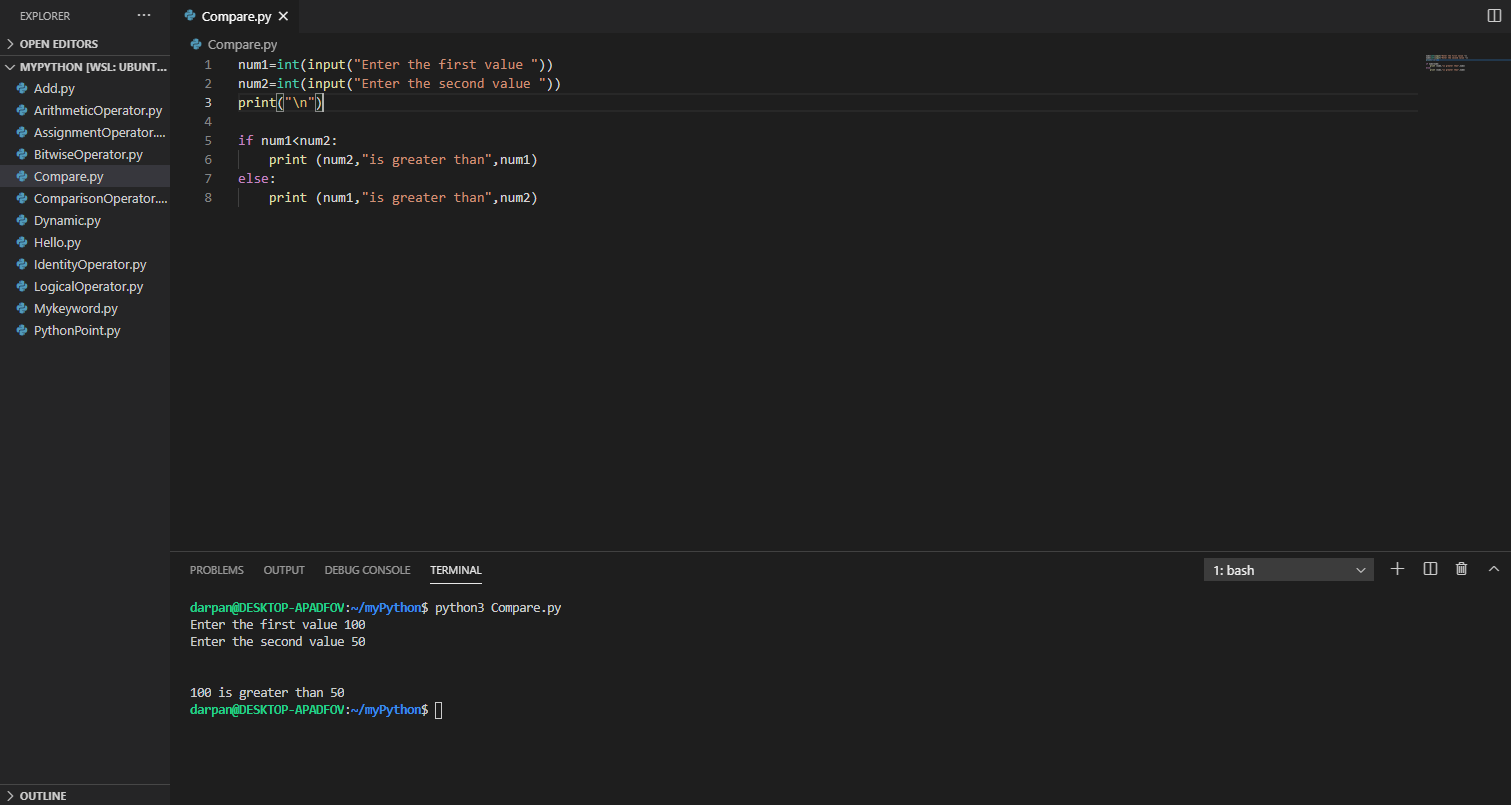 EXPLORER
OPEN EDITORS
MYPYTHON [WSL: UBUNT...
Add.py
ArithmeticOperator.py
AssignmentOperator....
BitwiseOperator.py
Compare.py
ComparisonOperator....
Dynamic.py
Hello.py
IdentityOperator.py
LogicalOperator.py
Mykeyword.py
PythonPoint.py
OUTLINE
Compare.py
Compare.py
1 num1=int(input("Enter the first value "))
2 num2=int(input("Enter the second value "))
3 print("\n")
4
5 if num1<num2:
6     print (num2,"is greater than",num1)
7 else:
8     print (num1,"is greater than",num2)
PROBLEMS OUTPUT DEBUG CONSOLE TERMINAL 1: bash
darpan@DESKTOP-APADFOV:~/myPython$ python3 Compare.py
Enter the first value 100
Enter the second value 50
100 is greater than 50
darpan@DESKTOP-APADFOV:~/myPython$